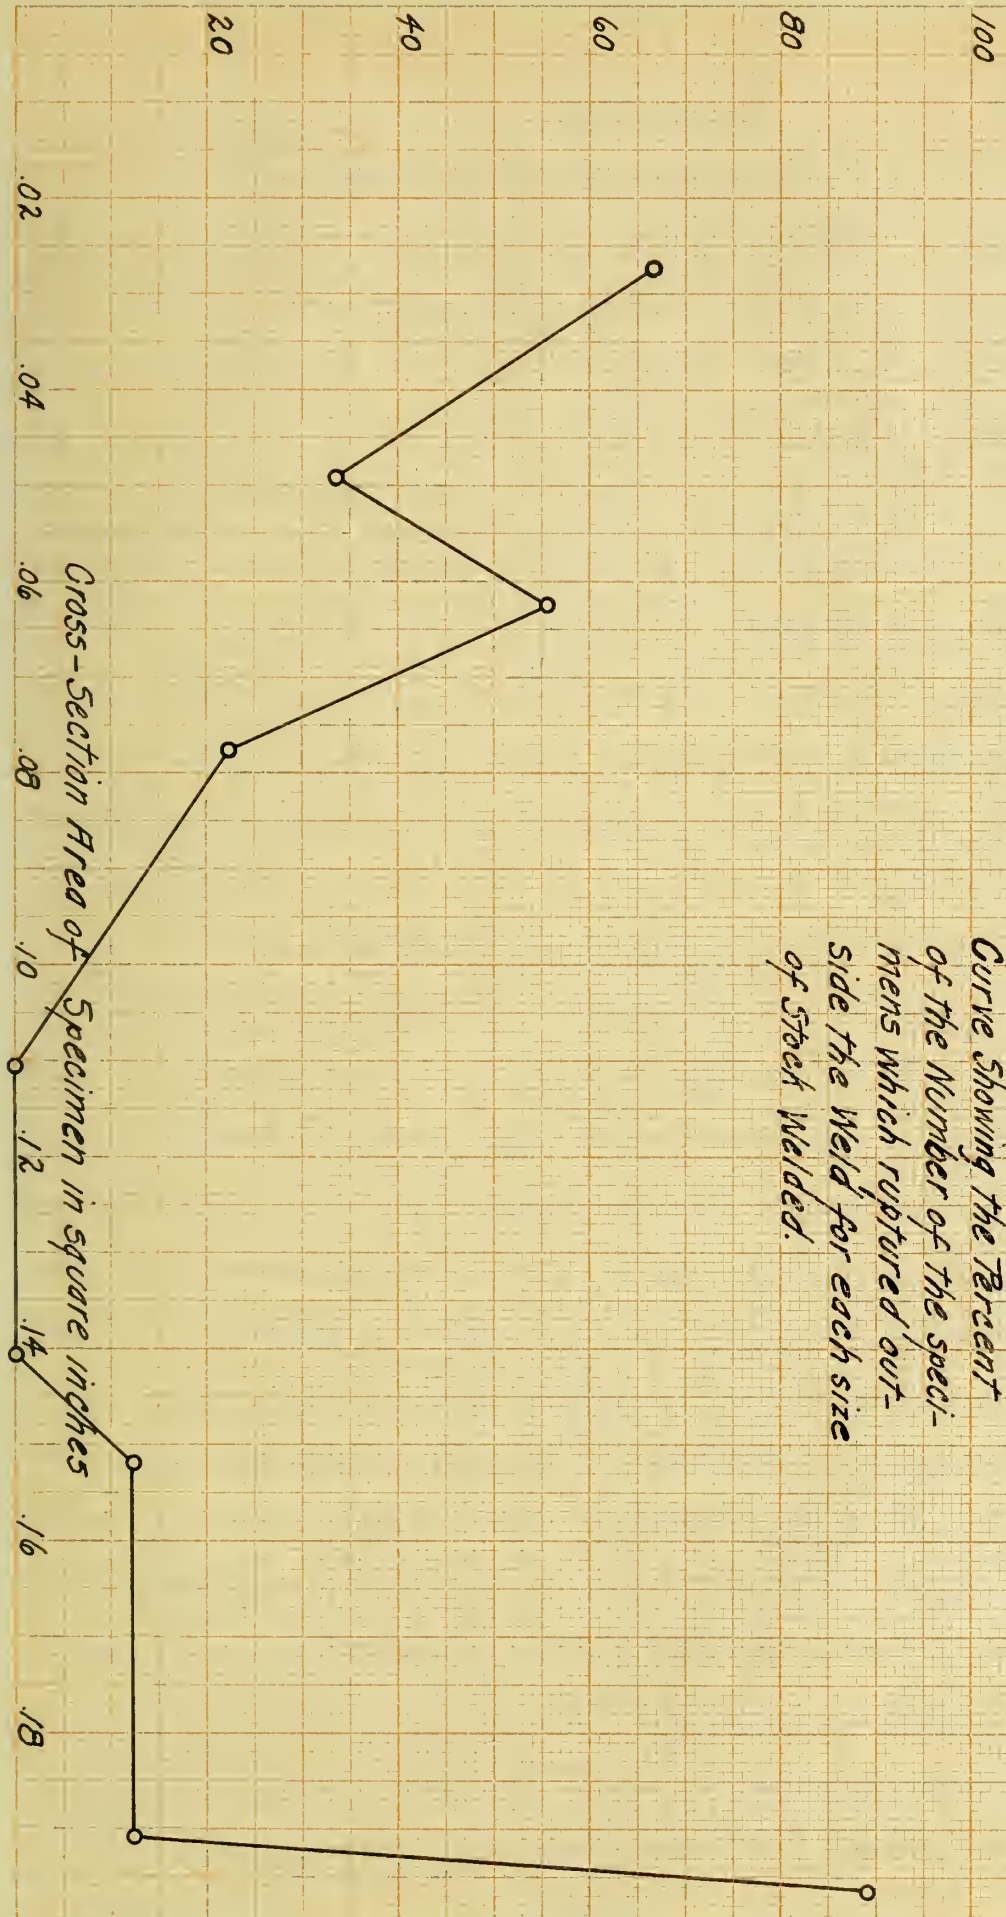 Curve Showing the Percent
of the Number of the speci-
mens which ruptured out-
side the Weld for each size
of Stock Welded.
100
80
60
40
20
.02
.04
.06
.08
.10
.12
.14
.16
.18
Cross-Section Area of Specimen in square inches